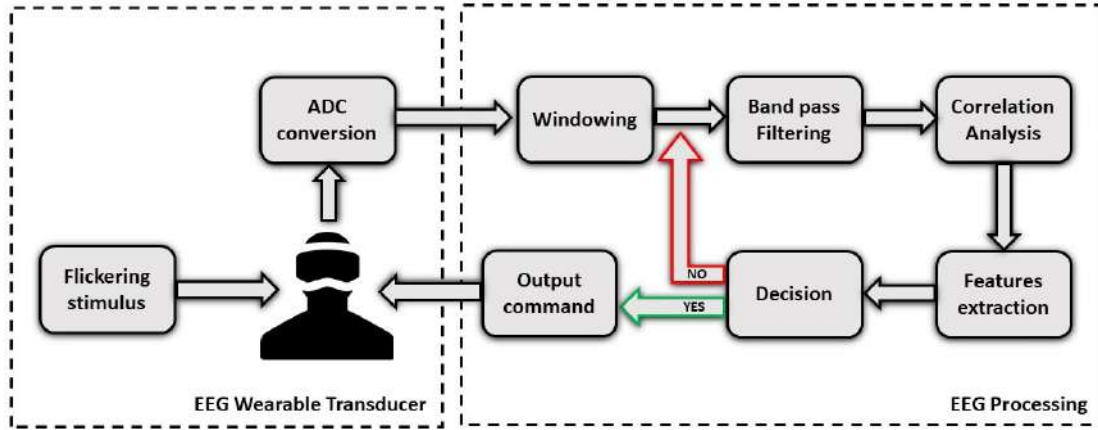 ADC
conversion
Windowing
Band pass
Filtering
Correlation
Analysis
Flickering
stimulus
Output
command
NO
YES
Decision
Features
extraction
EEG Wearable Transducer
EEG Processing